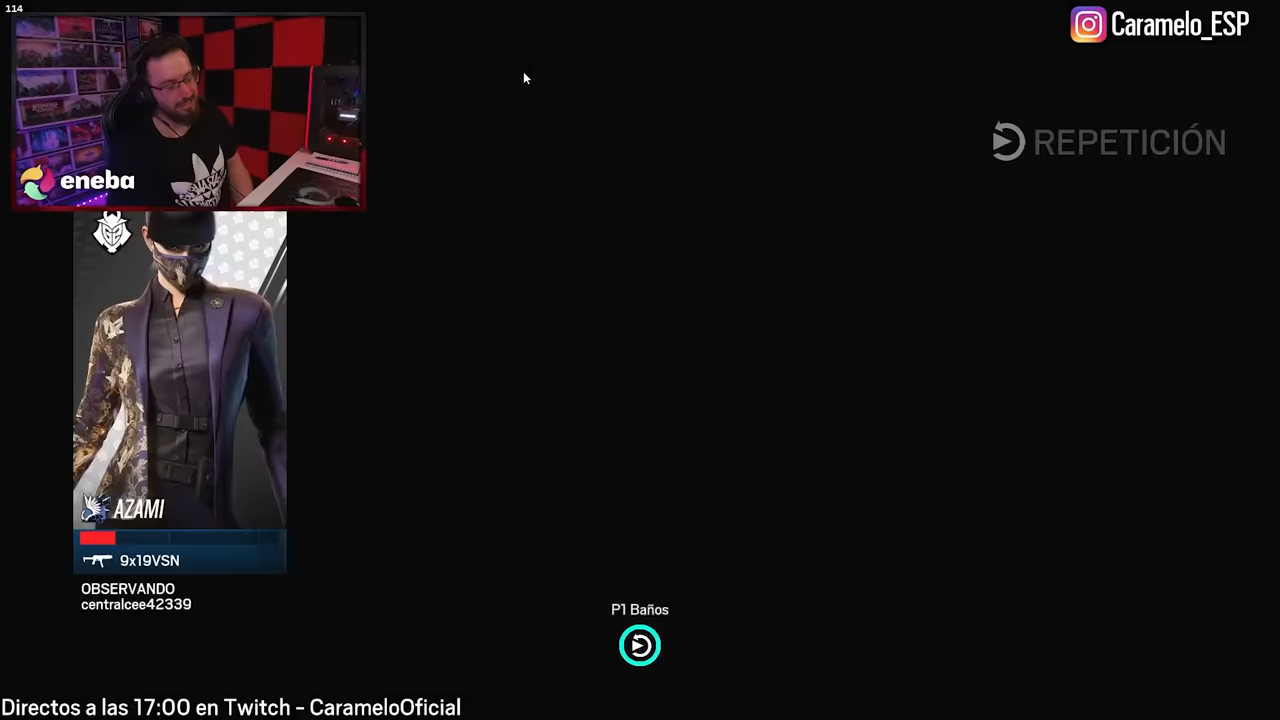 114
Caramelo_ESP
REPETICIÓN
eneba
AZAMI
9x19VSN
OBSERVANDO
centralcee42339
P1 Baños
Directos a las 17:00 en Twitch - CarameloOficial